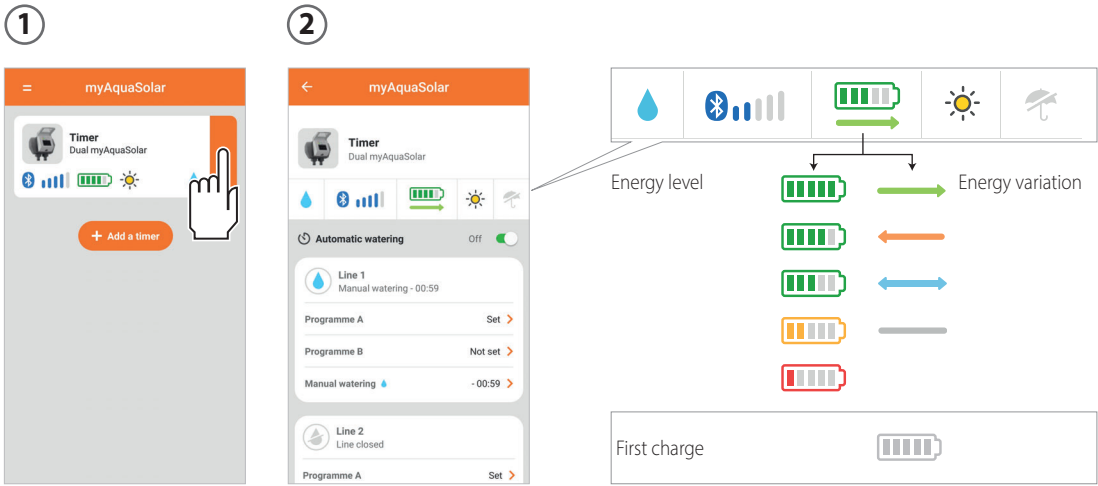 1
2
myAquaSolar
Timer
Dual myAquaSolar
+ Add a timer
myAquaSolar
Timer
Dual myAquaSolar
Automatic watering Off
Line 1
Manual watering - 00:59
Programme A Set
Programme B Not set
Manual watering - 00:59
Line 2
Line closed
Programme A Set
Energy level
Energy variation
First charge